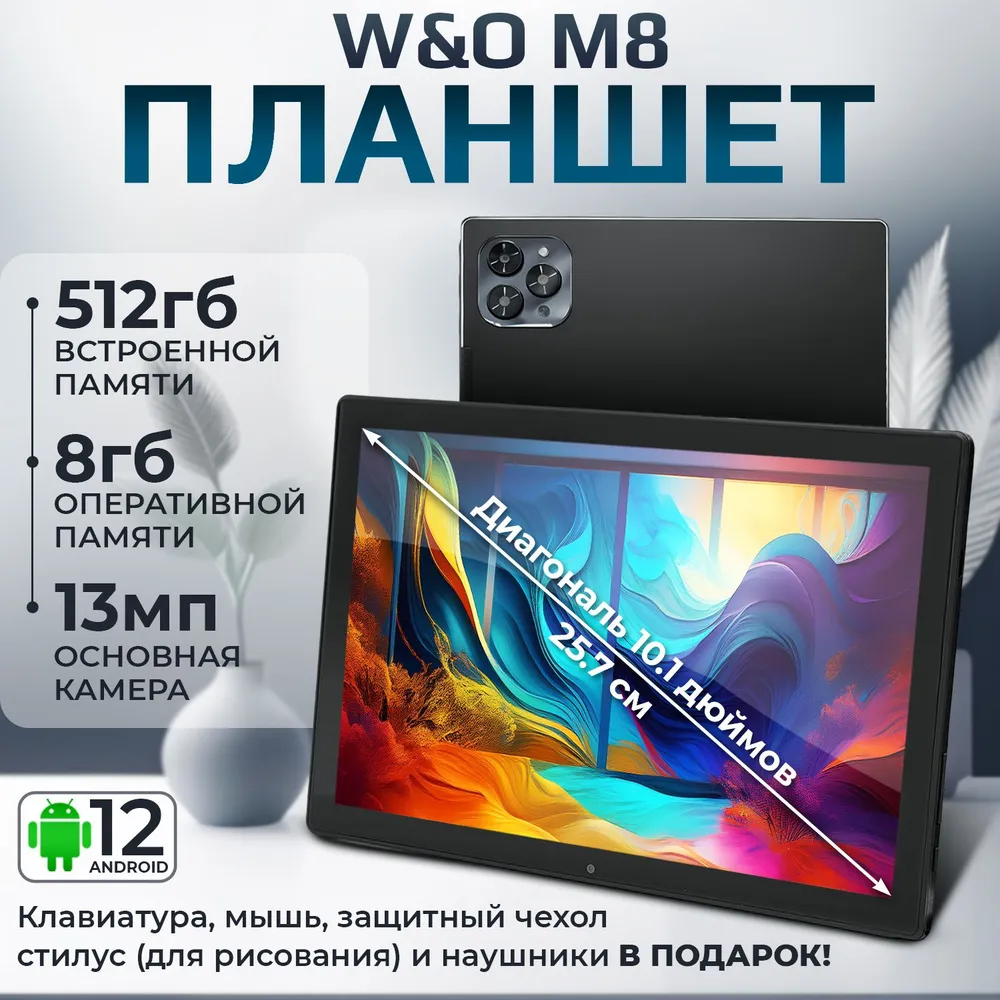 W&O M8
ПЛАНШЕТ
512гб
ВСТРОЕННОЙ
ПАМЯТИ
8гб
ОПЕРАТИВНОЙ
ПАМЯТИ
13мп
ОСНОВНАЯ
КАМЕРА
Диагональ 10.1 дюймов
25.7 см
12
ANDROID
Клавиатура, мышь, защитный чехол
стилус (для рисования) и наушники В ПОДАРОК!